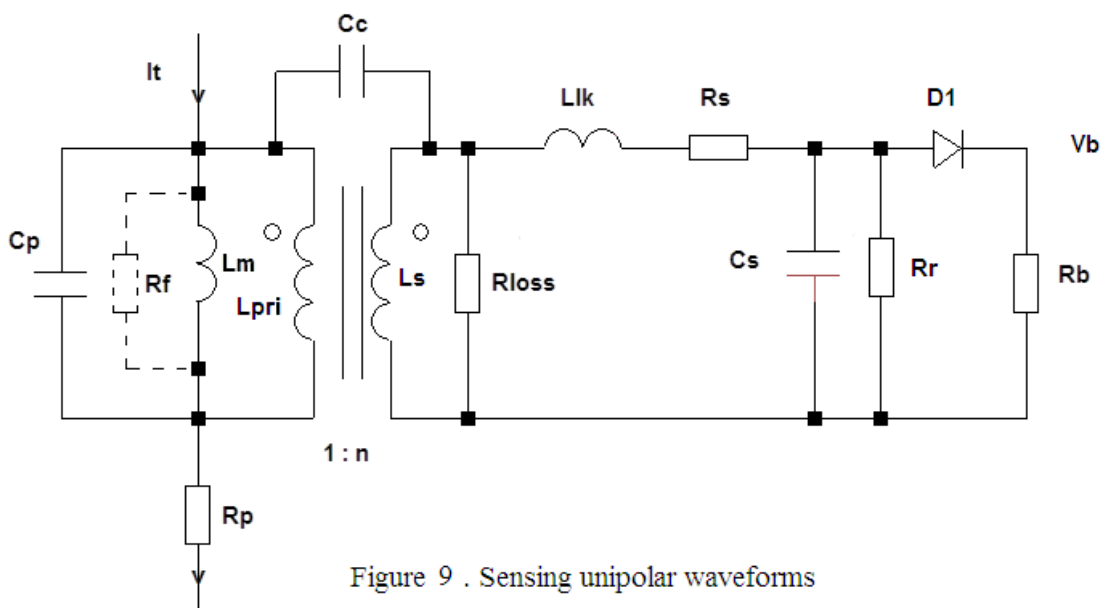 Cc
It
Llk
Rs
D1
Vb
Cp
Rf
Lm
Lpri
Ls
Rloss
Cs
Rr
Rb
1 : n
Rp
Figure 9 . Sensing unipolar waveforms